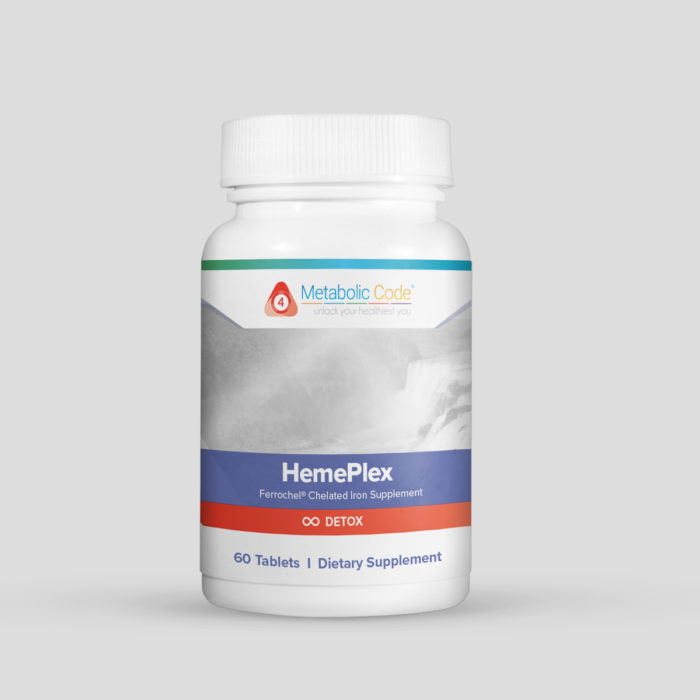 4
Metabolic Code®
unlock your healthiest you
HemePlex
Ferrochel® Chelated Iron Supplement
∞ DETOX
60 Tablets | Dietary Supplement